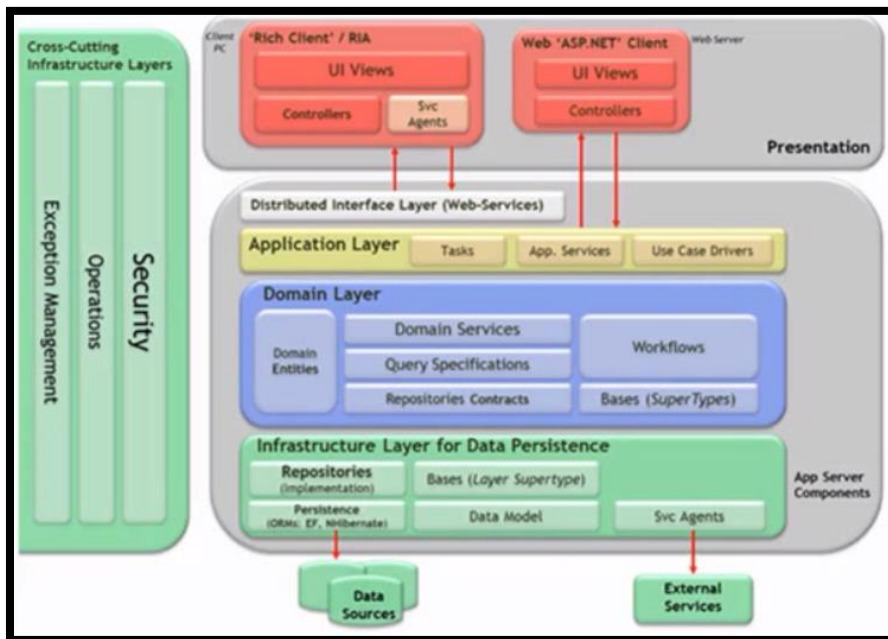 Cross-Cutting
Infrastructure Layers
Exception Management
Operations
Security
Client
PC
'Rich Client' / RIA
UI Views
Controllers
Svc
Agents
Web 'ASP.NET' Client
Web Server
UI Views
Controllers
Presentation
Distributed Interface Layer (Web-Services)
Application Layer
Tasks
App. Services
Use Case Drivers
Domain Layer
Domain
Entities
Domain Services
Query Specifications
Repositories Contracts
Workflows
Bases (SuperTypes)
Infrastructure Layer for Data Persistence
Repositories
(Implementation)
Bases (Layer Supertype)
Persistence
(ORMs: EF, NHibernate)
Data Model
Svc Agents
App Server
Components
Data
Sources
External
Services